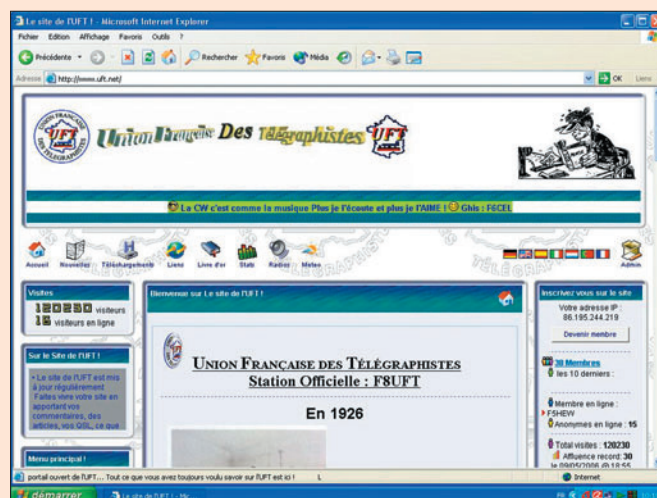 Le site de l'UFT ! - Microsoft Internet Explorer
Fichier Edition Affichage Favoris Outils ?
Précédente Rechercher Favoris Média
Adresse http://www.uft.net/ OK Liens
UNION FRANÇAISE DES TÉLÉGRAPHISTES UFT
Union Française Des Télégraphistes UFT
La CW c'est comme la musique Plus je l'écoute et plus je l'AIME ! Ghis : F6CEL
Accueil Nouvelles Téléchargements Liens Livre d'or Stats Radios Meteo Admin
Visites
120230 visiteurs
15 visiteurs en ligne
Sur le Site de l'UFT !
• Le site de l'UFT est mis
à jour régulièrement
Faites vivre votre site en
apportant vos
commentaires, des
articles, vos QSL, ce que
Menu principal !
Bienvenue sur Le site de l'UFT !
UNION FRANÇAISE DES TÉLÉGRAPHISTES
Station Officielle : F8UFT
En 1926
Inscrivez vous sur le site
Votre adresse IP :
86.195.244.219
Devenir membre
38 Membres
les 10 derniers :
Membre en ligne :
F5HEW
Anonymes en ligne : 15
Total visites : 120230
Affluence record: 30
le 09/05/2006 @ 18:55
portail ouvert de l'UFT... Tout ce que vous avez toujours voulu savoir sur l'UFT est ici ! L Internet
démarrer Le site de l'UFT ! - Mic... FR